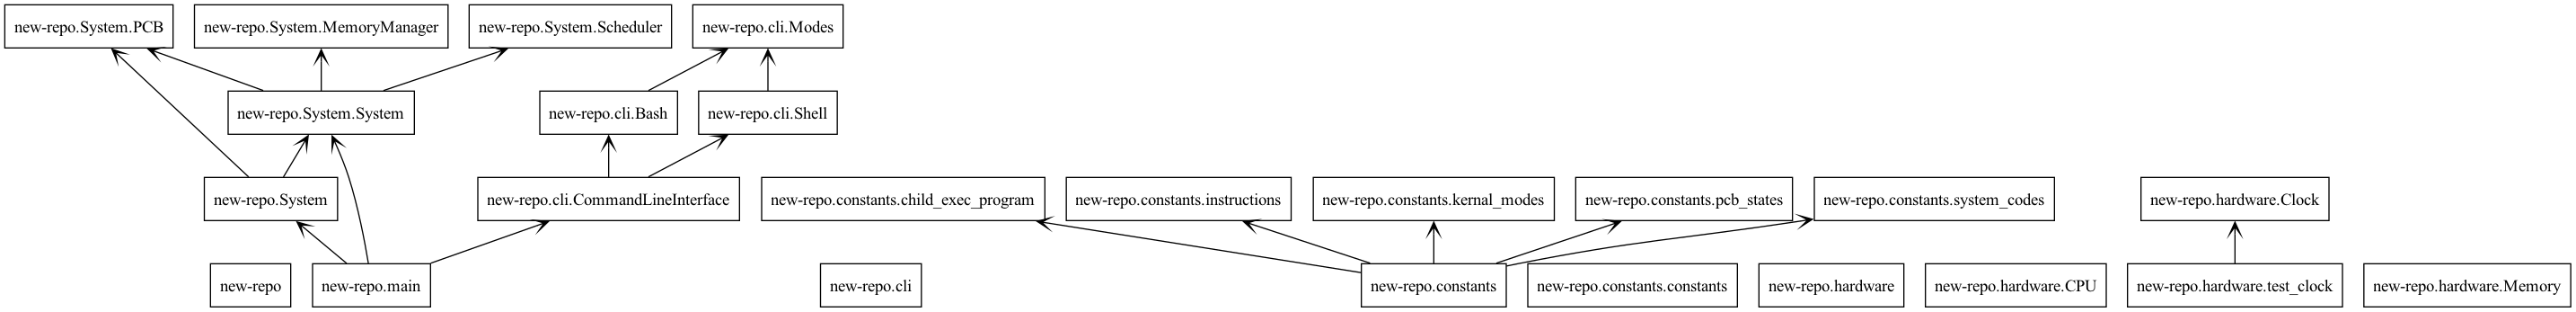 new-repo.System.PCB
new-repo.System.MemoryManager
new-repo.System.Scheduler
new-repo.cli.Modes
new-repo.System.System
new-repo.cli.Bash
new-repo.cli.Shell
new-repo.System
new-repo.cli.CommandLineInterface
new-repo.constants.child_exec_program
new-repo.constants.instructions
new-repo.constants.kernal_modes
new-repo.constants.pcb_states
new-repo.constants.system_codes
new-repo.hardware.Clock
new-repo
new-repo.main
new-repo.cli
new-repo.constants
new-repo.constants.constants
new-repo.hardware
new-repo.hardware.CPU
new-repo.hardware.test_clock
new-repo.hardware.Memory